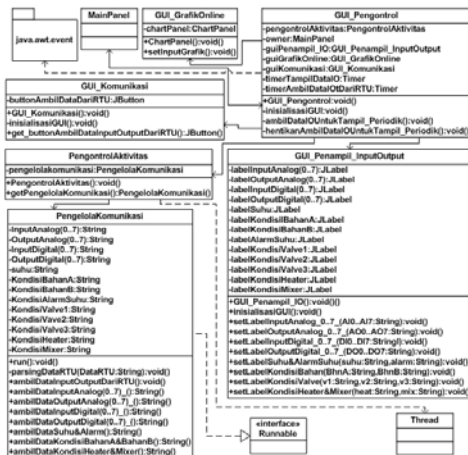 java.awt.event
MainPanel
GUI_GrafikOnline
-chartPanel:ChartPanel
+ChartPanel():void()
+setInputGrafik():void()
GUI_Pengontrol
-pengontrolAktivitas:PengontrolAktivitas
-owner:MainPanel
-guiPenampil_IO:GUI_Penampil_InputOutput
-guiGrafikOnline:GUI_GrafikOnline
-guiKomunikasi:GUI_Komunikasi
-timerTampilDataIO:Timer
-timerAmbilDataIOtDariRTU:Timer
+GUI_Pengontrol:void()
-inisialisasiGUI:void()
-ambilDataIOUntukTampil_Periodik():void()
-hentikanAmbilDataIOUntukTampil_Periodik():void()
GUI_Komunikasi
-buttonAmbilDataDariRTU:JButton
+GUI_Komunikasi():void()
-inisialisasiGUI():void()
+get_buttonAmbilDataInputOutputDariRTU():JButton()
PengontrolAktivitas
-pengelolakomunikasi:PengelolaKomunikasi
+PengontrolAktivitas():void()
+getPengelolaKomunikasi():PengelolaKomunikasi()
GUI_Penampil_InputOutput
-labelInputAnalog(0..7):JLabel
-labelOutputAnalog(0..7):JLabel
-labelInputDigital(0..7):JLabel
-labelOutputDigital(0..7):JLabel
-labelSuhu:JLabel
-labelKondisiBahanA:JLabel
-labelKondisiBahanB:JLabel
-labelAlarmSuhu:JLabel
-labelKondisiValve1:JLabel
-labelKondisiValve2:JLabel
-labelKondisiValve3:JLabel
-labelKondisiHeater:JLabel
-labelKondisiMixer:JLabel
+GUI_Penampil_IO():void()
+inisialisasiGUI():void()
+setLabelInputAnalog_0..7_(AI0..AI7:String):void()
+setLabelOutputAnalog_0..7_(AO0..AO7:String):void()
+setLabelInputDigital_0..7_(DI0..DI7:String):void()
+setLabelOutputDigital_0..7_(DO0..DO7:String):void()
+setLabelSuhu&AlarmSuhu(suhu:String,alarm:String):void()
+setLabelKondisiBahan(BhnA:String,BhnB:String):void()
+setLabelKondisiValve(v1:String,v2:String,v3:String):void()
+setLabelKondisiHeater&Mixer(heat:String,mix:String):void()
PengelolaKomunikasi
-InputAnalog(0..7):String
-OutputAnalog(0..7):String
-InputDigital(0..7):String
-OutputDigital(0..7):String
-suhu:String
-KondisiBahanA:String
-KondisiBahanB:String
-KondisiAlarmSuhu:String
-KondisiValve1:String
-KondisiVave2:String
-KondisiValve3:String
-KondisiHeater:String
-KondisiMixer:String
+run():void()
-parsingDataRTU(DataRTU:String):void()
+ambilDataInputOutputDariRTU():void()
+ambilDataInputAnalog(0..7)_():String()
+ambilDataOutputAnalog(0..7)_():String()
+ambilDataInputDigital(0..7)_():String()
+ambilDataOutputDigital(0..7)_():String()
+ambilDataSuhu&Alarm():String()
+ambilDataKondisiBahanA&BahanB():String()
+ambilDataKondisiHeater&Mixer():String()
«interface»
Runnable
Thread